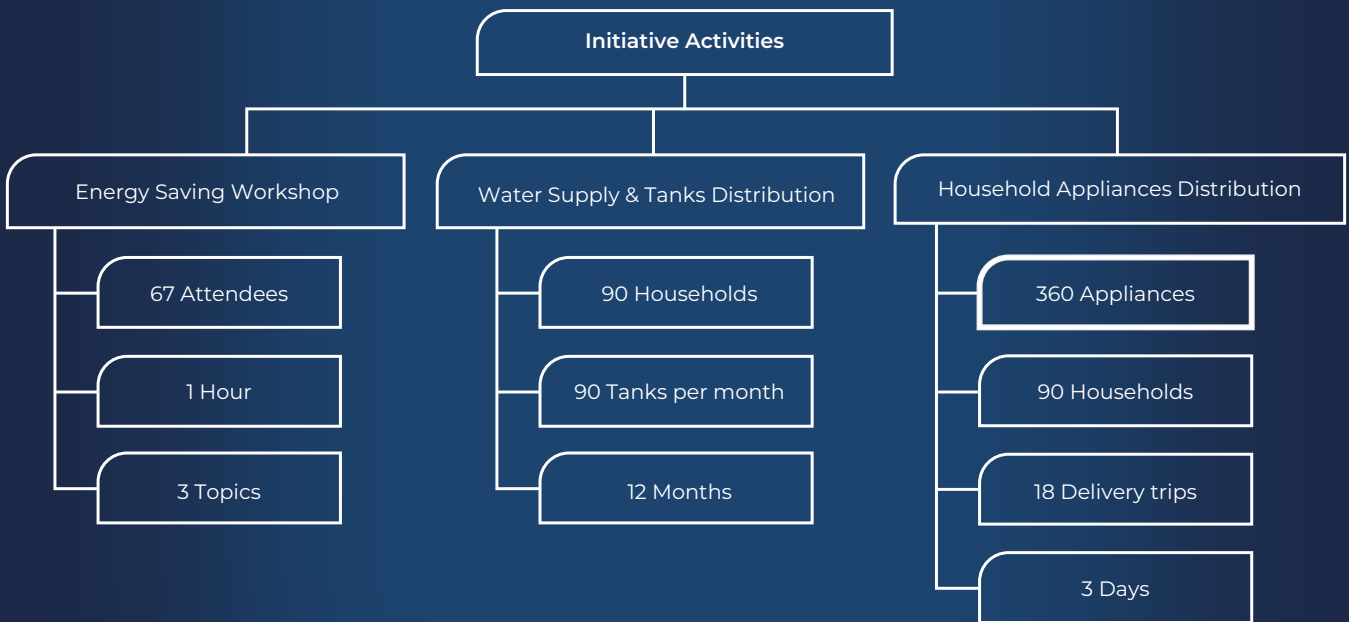 Initiative Activities
Energy Saving Workshop
67 Attendees
1 Hour
3 Topics
Water Supply & Tanks Distribution
90 Households
90 Tanks per month
12 Months
Household Appliances Distribution
360 Appliances
90 Households
18 Delivery trips
3 Days